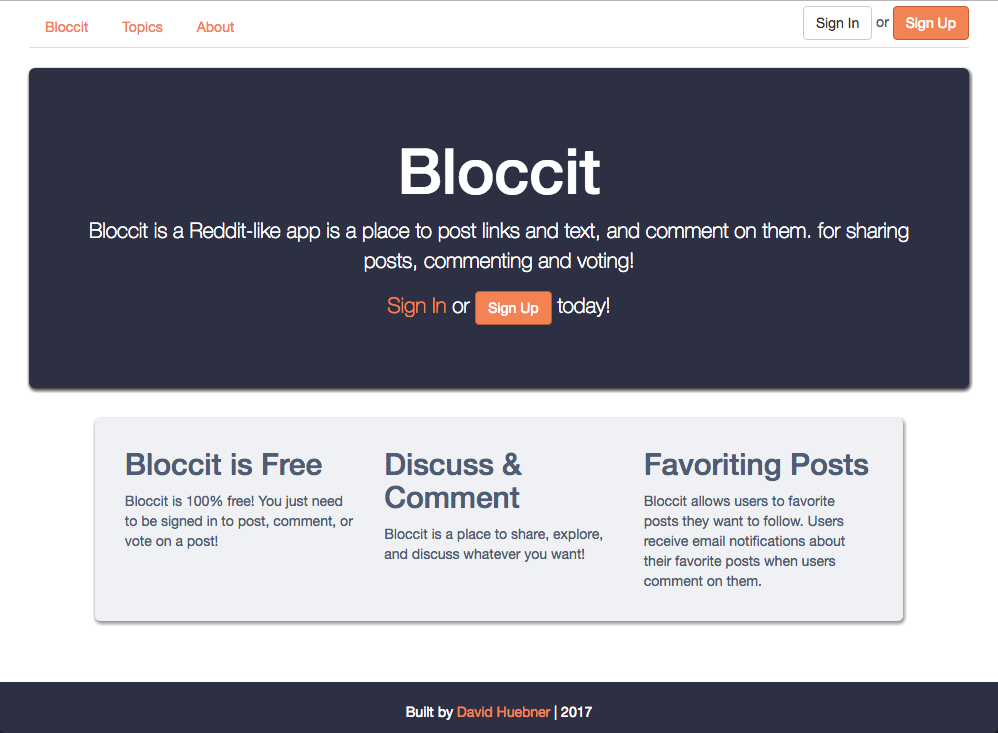 Bloccit Topics About Sign In or Sign Up
Bloccit
Bloccit is a Reddit-like app is a place to post links and text, and comment on them. for sharing
posts, commenting and voting!
Sign In or Sign Up today!
Bloccit is Free
Bloccit is 100% free! You just need
to be signed in to post, comment, or
vote on a post!
Discuss &
Comment
Bloccit is a place to share, explore,
and discuss whatever you want!
Favoriting Posts
Bloccit allows users to favorite
posts they want to follow. Users
receive email notifications about
their favorite posts when users
comment on them.
Built by David Huebner | 2017